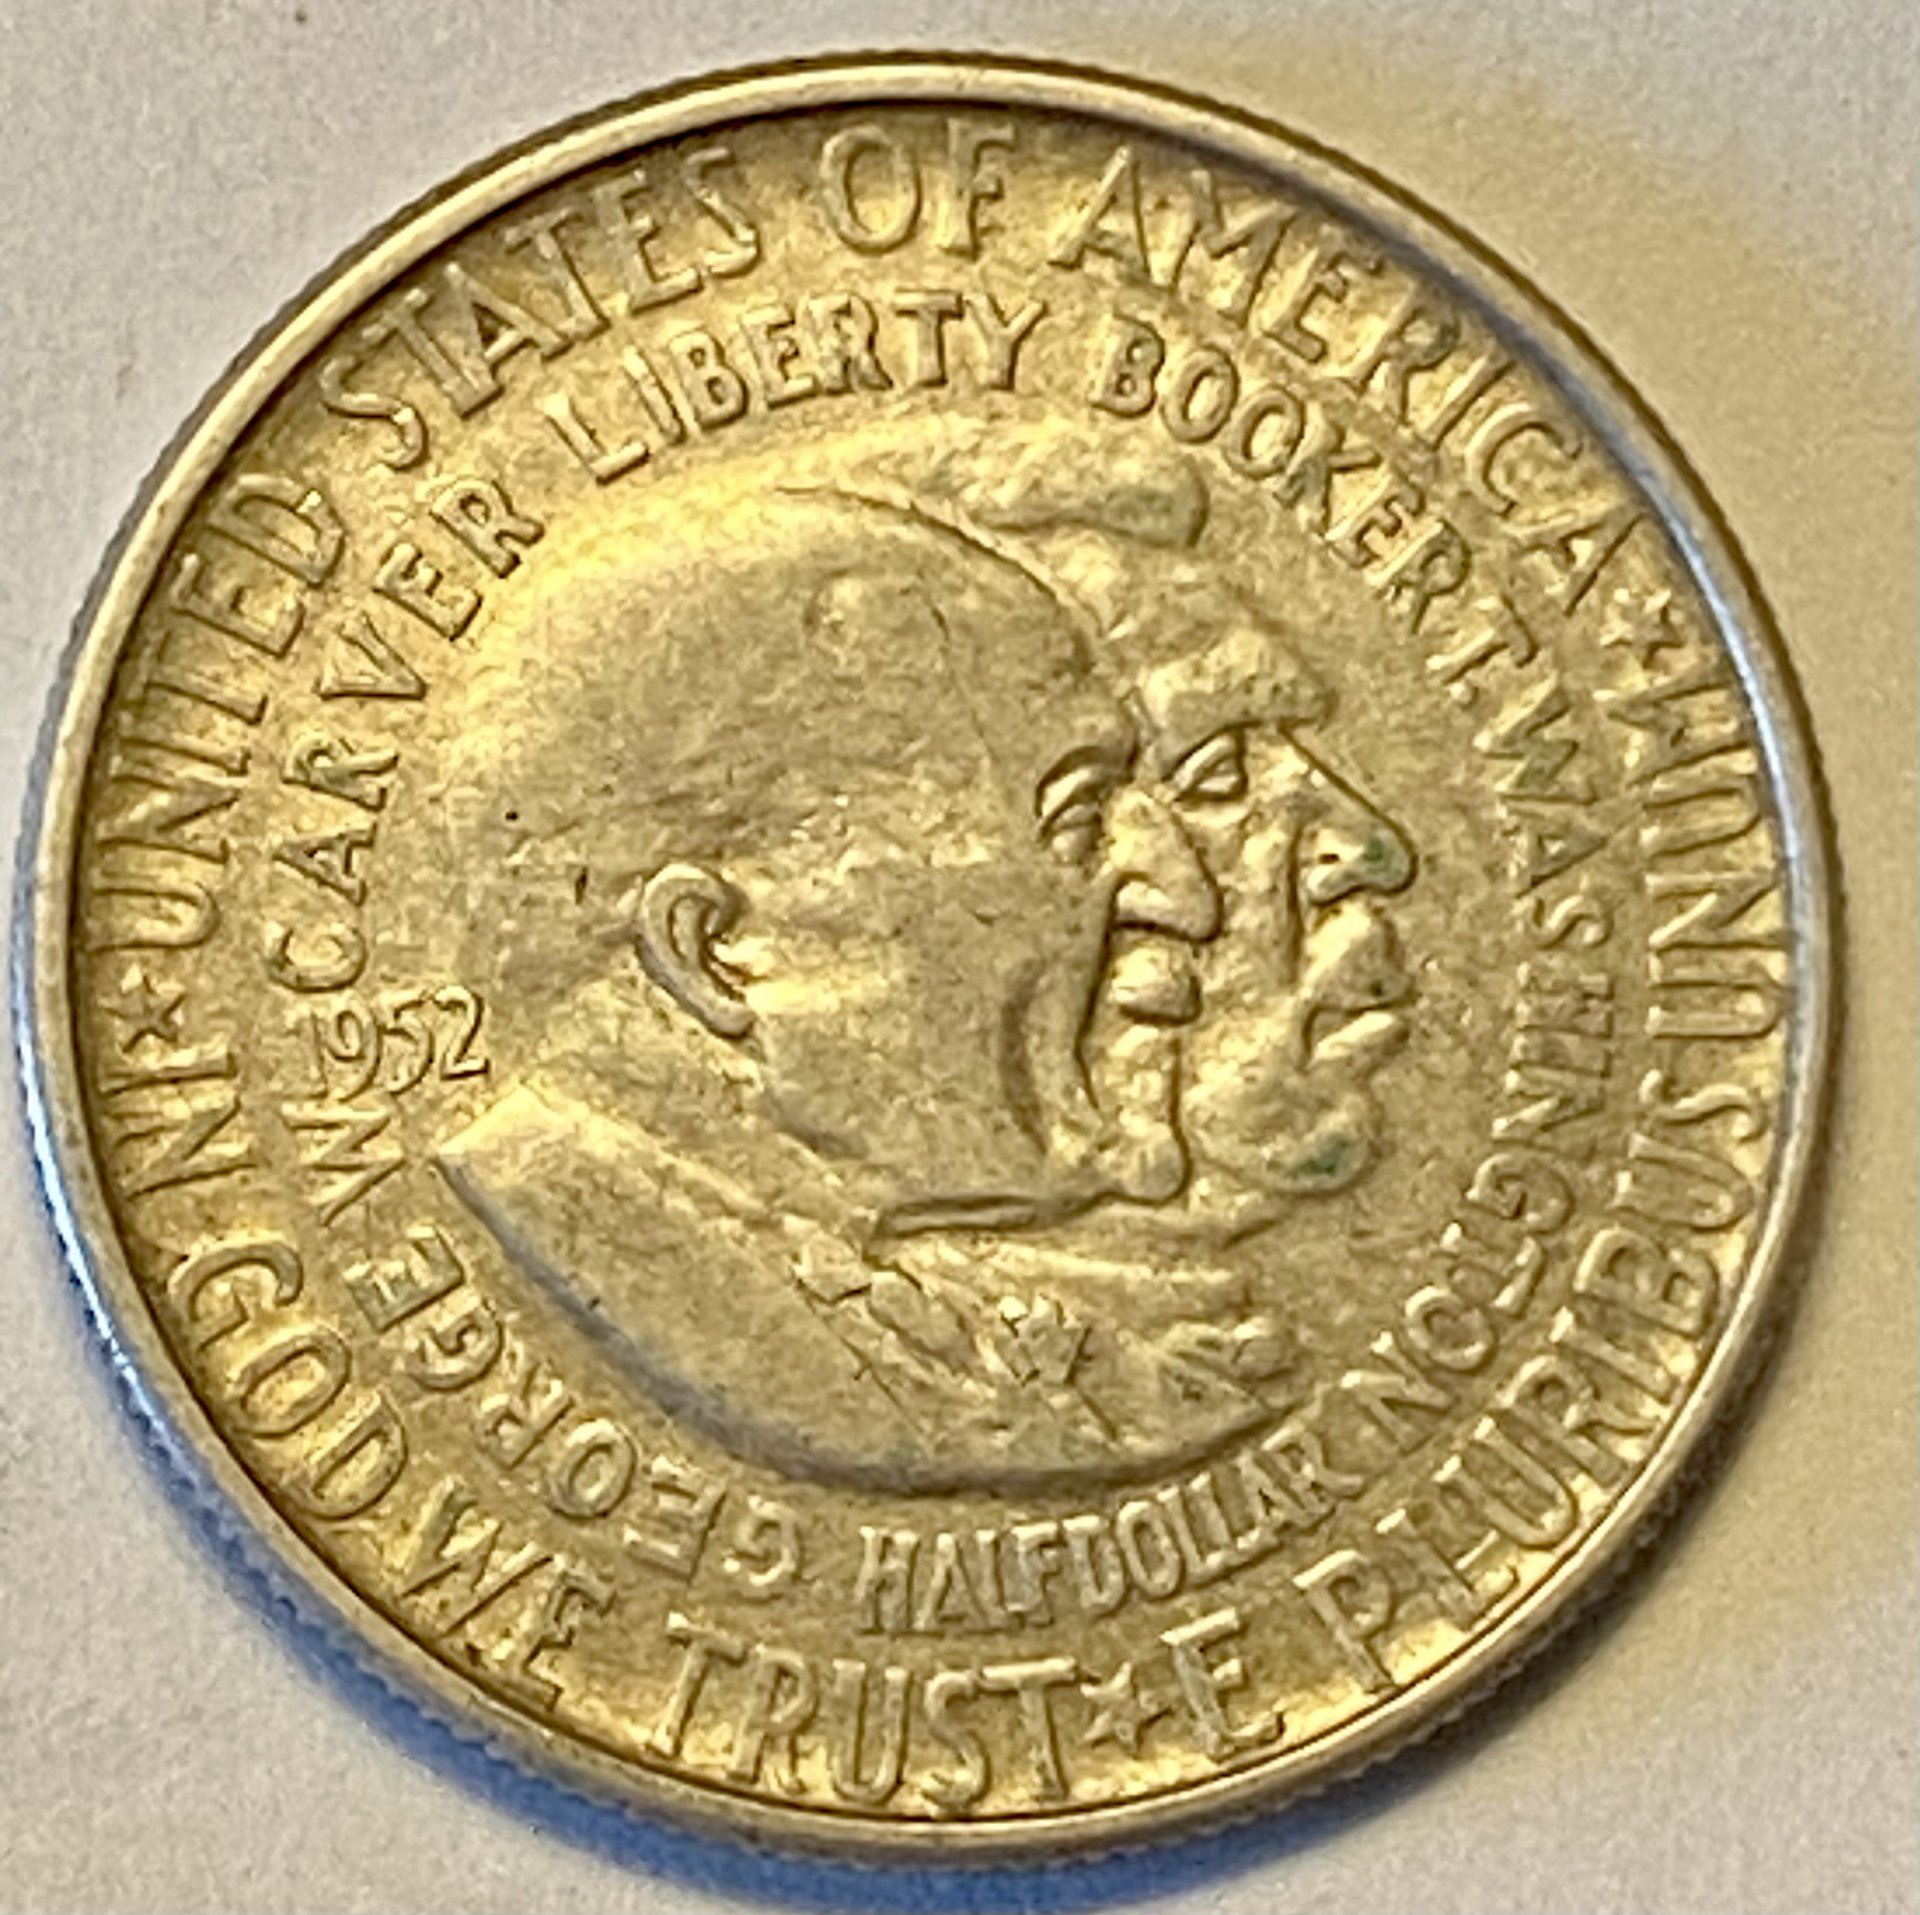 ★ UNITED STATES OF AMERICA ★ UNUM
E PLURIBUS
IN GOD WE TRUST ★
GEORGE W CARVER
LIBERTY
BOOKER T. WASHINGTON
1952
HALF DOLLAR